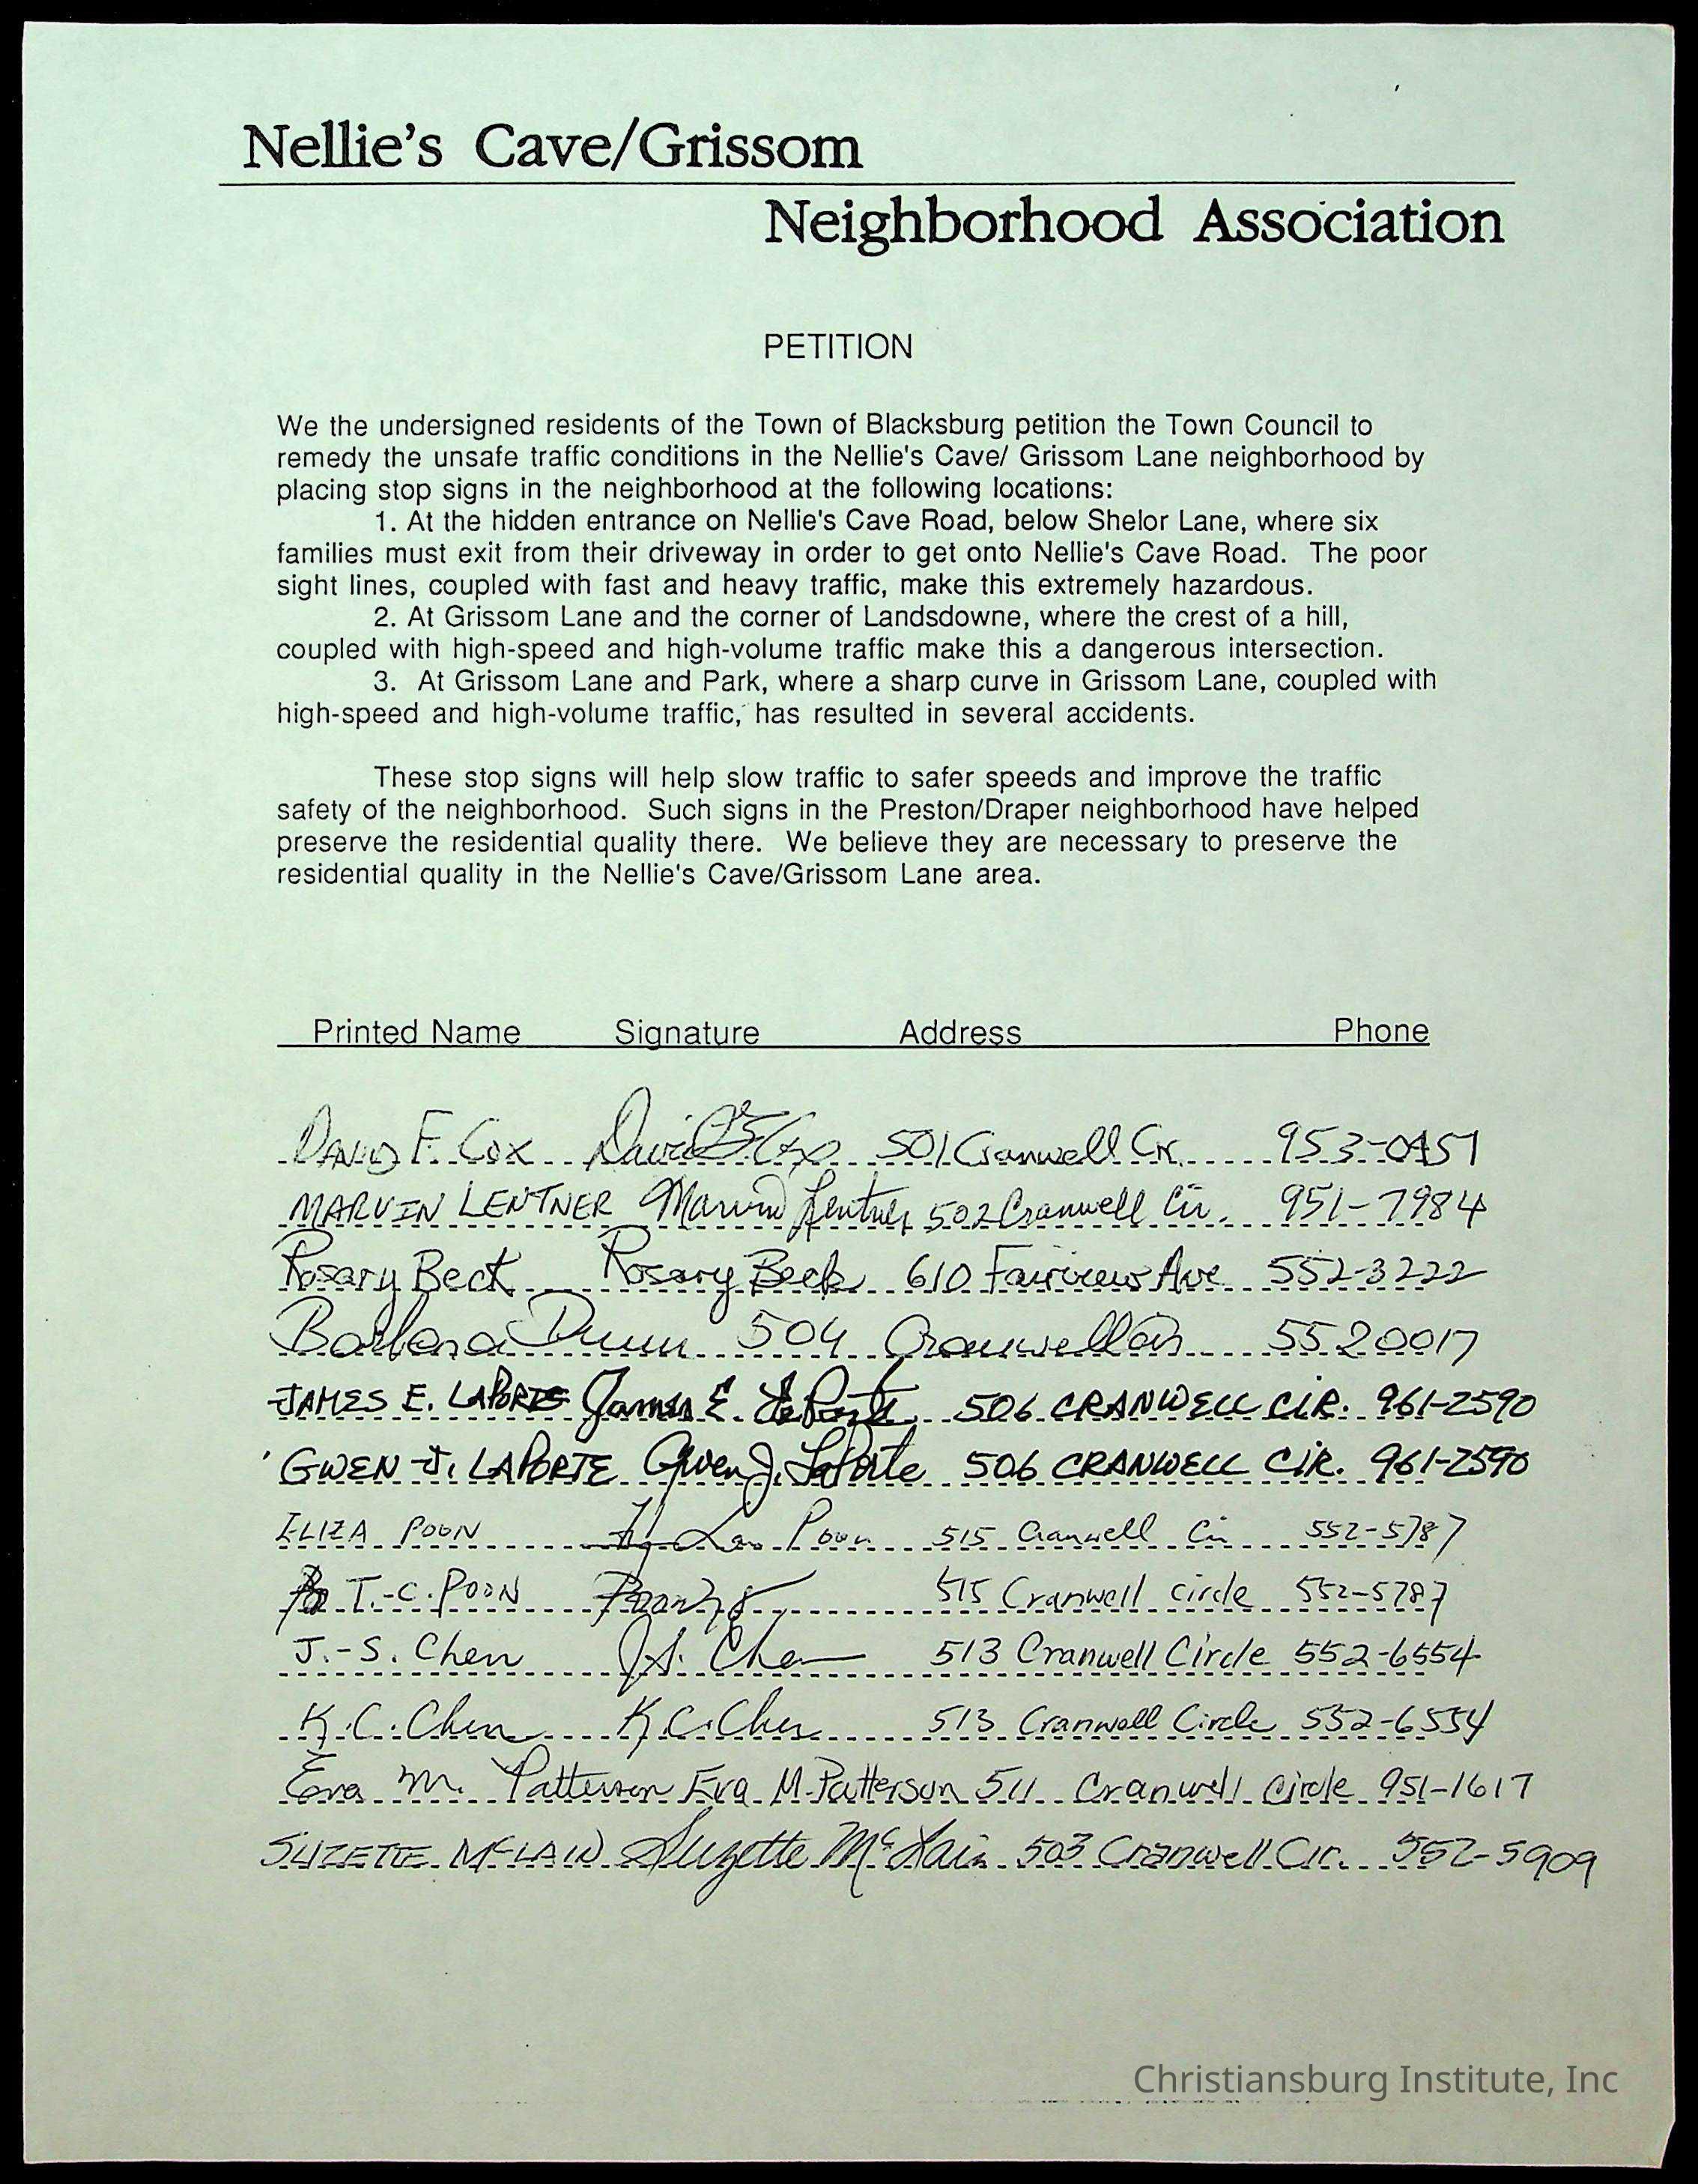 Nellie's Cave/Grissom
Neighborhood Association
PETITION
We the undersigned residents of the Town of Blacksburg petition the Town Council to
remedy the unsafe traffic conditions in the Nellie's Cave/ Grissom Lane neighborhood by
placing stop signs in the neighborhood at the following locations:
1. At the hidden entrance on Nellie's Cave Road, below Shelor Lane, where six
families must exit from their driveway in order to get onto Nellie's Cave Road. The poor
sight lines, coupled with fast and heavy traffic, make this extremely hazardous.
2. At Grissom Lane and the corner of Landsdowne, where the crest of a hill,
coupled with high-speed and high-volume traffic make this a dangerous intersection.
3. At Grissom Lane and Park, where a sharp curve in Grissom Lane, coupled with
high-speed and high-volume traffic, has resulted in several accidents.
These stop signs will help slow traffic to safer speeds and improve the traffic
safety of the neighborhood. Such signs in the Preston/Draper neighborhood have helped
preserve the residential quality there. We believe they are necessary to preserve the
residential quality in the Nellie's Cave/Grissom Lane area.
Printed Name Signature Address Phone
DAVID F. COX David F. Cox 501 Cranwell Cir. 953-0451
MARVIN LENTNER Marvin Lentner 502 Cranwell Cir. 951-7984
Rosary Beck Rosary Beck 610 Fairview Ave 552-3222
Barbara Dunn 504 Cranwell Cir 552 0017
JAMES E. LAPORTE James E. LaPorte 506 CRANWELL CIR. 961-2590
GWEN J. LAPORTE Gwen J. LaPorte 506 CRANWELL CIR. 961-2590
ELIZA POON Poon 515 Cranwell Cir 552-5787
T.-C. POON Poon 515 Cranwell circle 552-5787
J.-S. Chen J.S. Chen 513 Cranwell Circle 552-6554
K.C. Chen K.C. Chen 513 Cranwell Circle 552-6554
Eva M. Patterson Eva M. Patterson 511 Cranwell Circle 951-1617
SUZETTE McLAIN Suzette McLain 503 Cranwell Cir. 552-5909
Christiansburg Institute, Inc